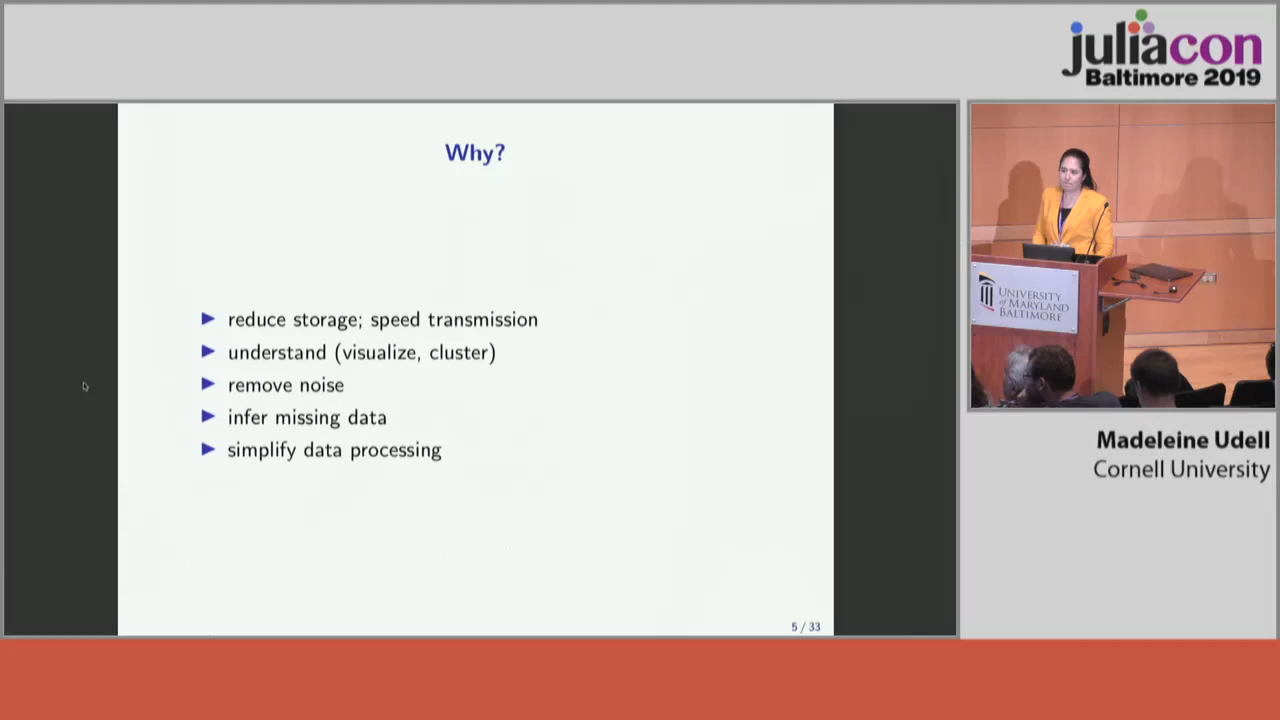 juliacon
Baltimore 2019
Why?
reduce storage; speed transmission
understand (visualize, cluster)
remove noise
infer missing data
simplify data processing
5 / 33
UNIVERSITY
of MARYLAND
BALTIMORE
Madeleine Udell
Cornell University